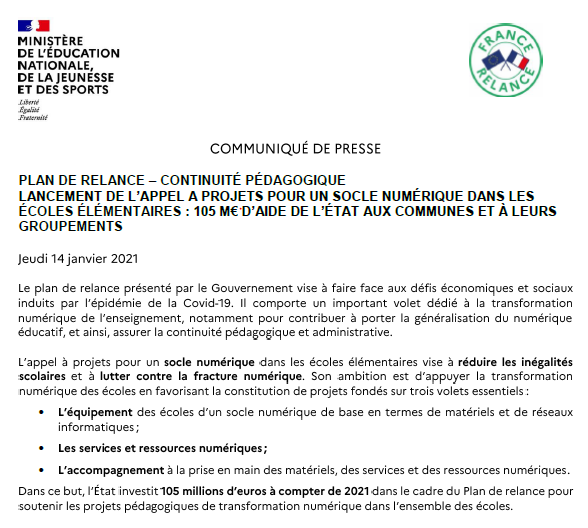 MINISTÈRE
DE L'ÉDUCATION
NATIONALE,
DE LA JEUNESSE
ET DES SPORTS
Liberté
Égalité
Fraternité
FRANCE
RELANCE
COMMUNIQUÉ DE PRESSE
PLAN DE RELANCE – CONTINUITÉ PÉDAGOGIQUE
LANCEMENT DE L'APPEL A PROJETS POUR UN SOCLE NUMÉRIQUE DANS LES
ÉCOLES ÉLÉMENTAIRES : 105 M€ D'AIDE DE L'ÉTAT AUX COMMUNES ET À LEURS
GROUPEMENTS
Jeudi 14 janvier 2021
Le plan de relance présenté par le Gouvernement vise à faire face aux défis économiques et sociaux
induits par l'épidémie de la Covid-19. Il comporte un important volet dédié à la transformation
numérique de l'enseignement, notamment pour contribuer à porter la généralisation du numérique
éducatif, et ainsi, assurer la continuité pédagogique et administrative.
L'appel à projets pour un socle numérique dans les écoles élémentaires vise à réduire les inégalités
scolaires et à lutter contre la fracture numérique. Son ambition est d'appuyer la transformation
numérique des écoles en favorisant la constitution de projets fondés sur trois volets essentiels :
• L'équipement des écoles d'un socle numérique de base en termes de matériels et de réseaux
informatiques ;
• Les services et ressources numériques ;
• L'accompagnement à la prise en main des matériels, des services et des ressources numériques.
Dans ce but, l'État investit 105 millions d'euros à compter de 2021 dans le cadre du Plan de relance pour
soutenir les projets pédagogiques de transformation numérique dans l'ensemble des écoles.